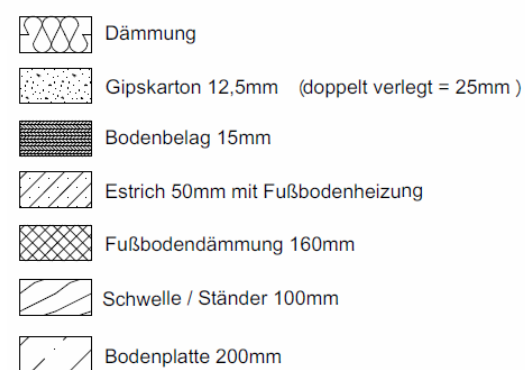 Dämmung
Gipskarton 12,5mm (doppelt verlegt = 25mm )
Bodenbelag 15mm
Estrich 50mm mit Fußbodenheizung
Fußbodendämmung 160mm
Schwelle / Ständer 100mm
Bodenplatte 200mm